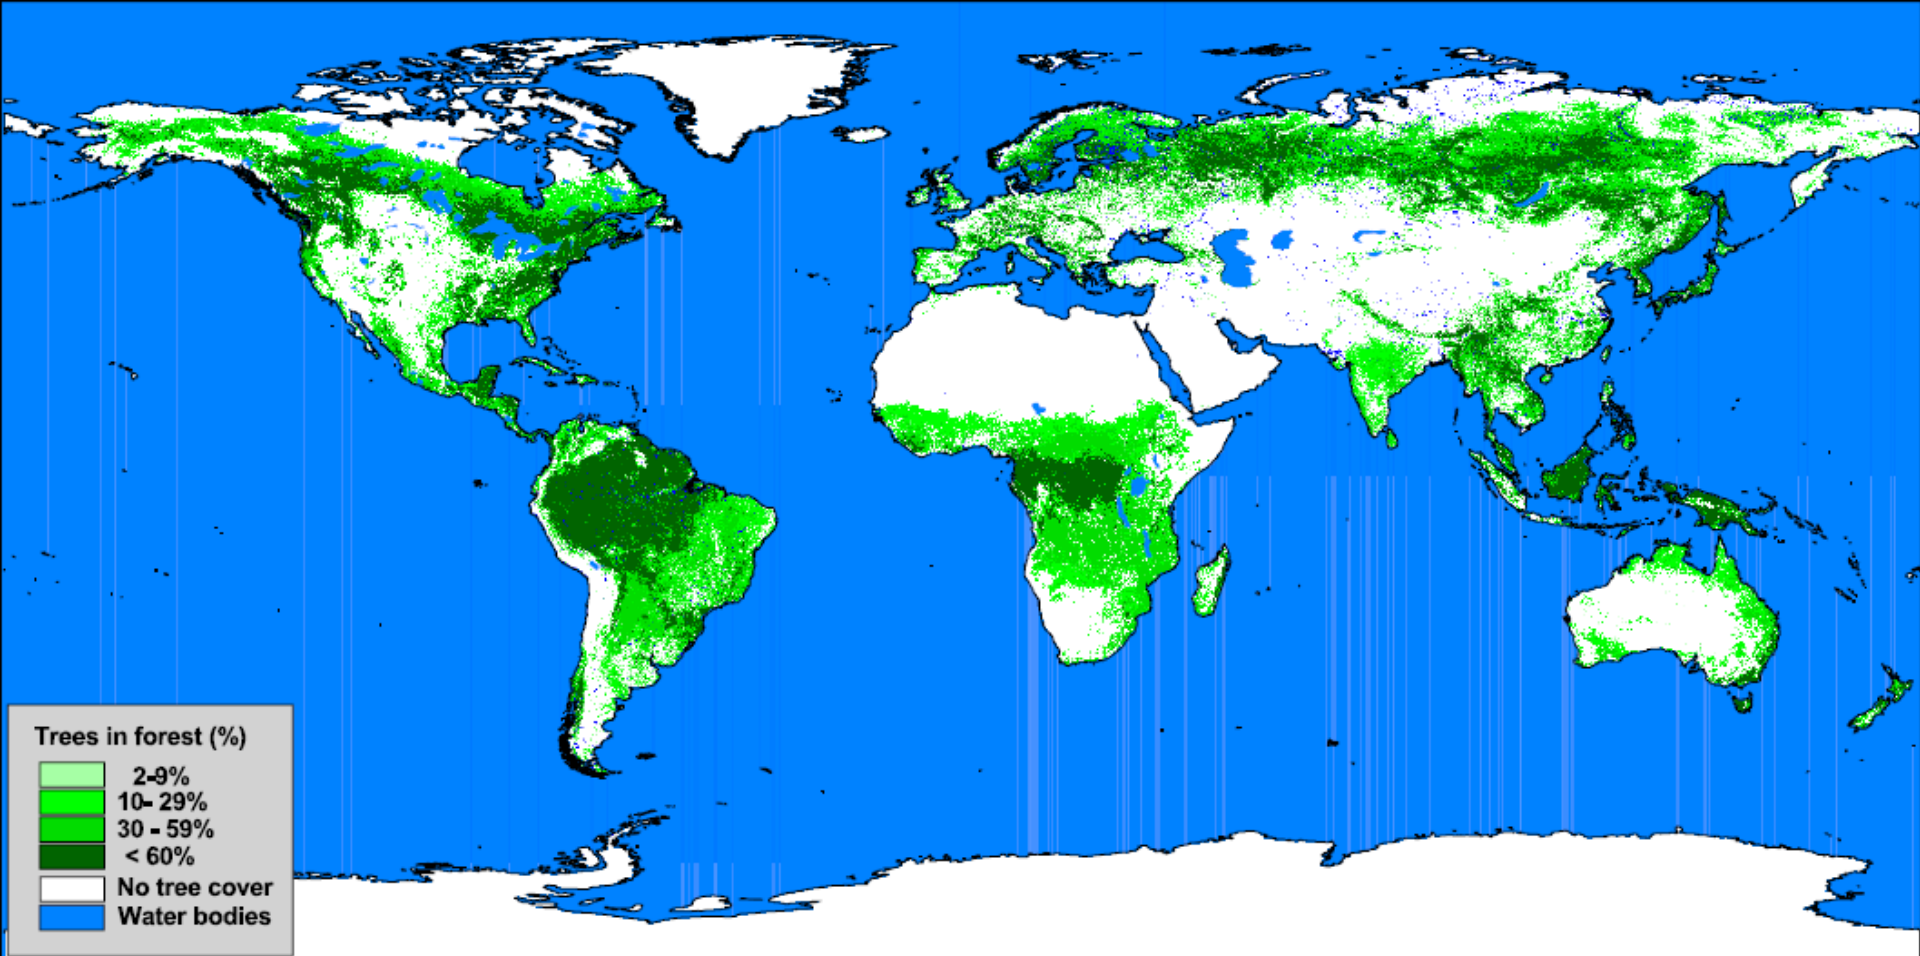 Trees in forest (%)
2-9%
10- 29%
30 - 59%
< 60%
No tree cover
Water bodies